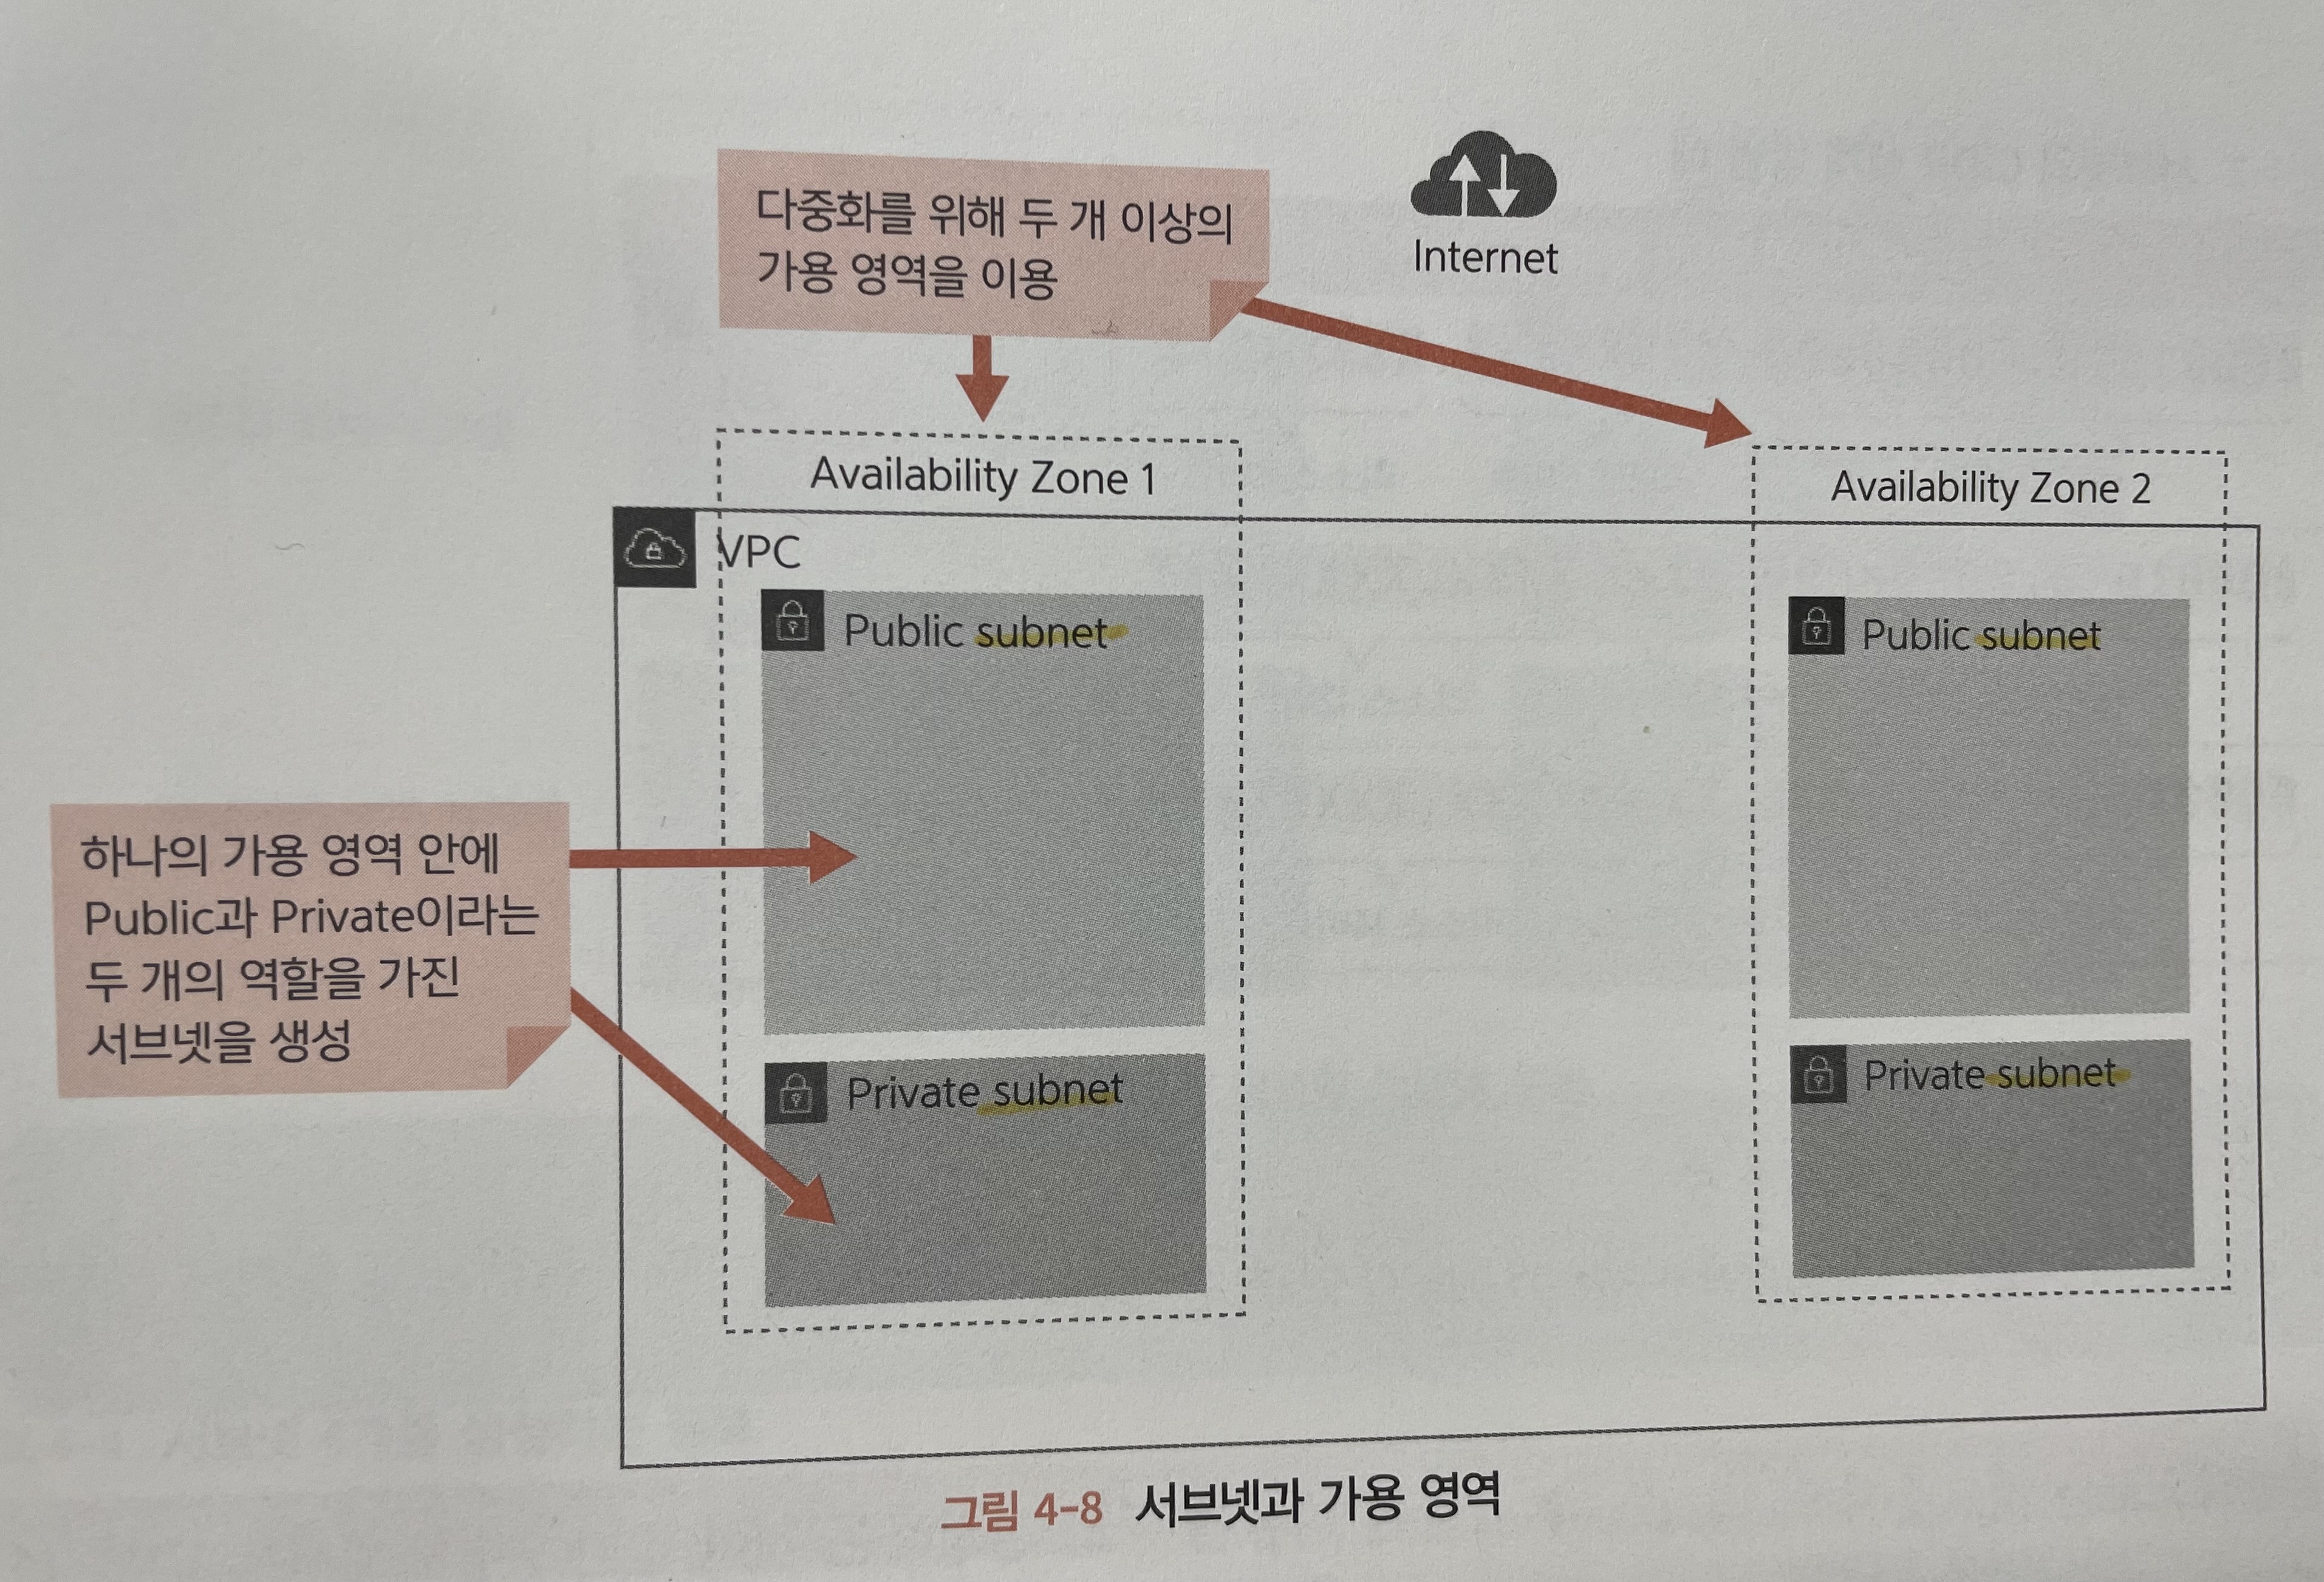 다중화를 위해 두 개 이상의
가용 영역을 이용
Internet
Availability Zone 1
Availability Zone 2
VPC
Public subnet
Public subnet
하나의 가용 영역 안에
Public과 Private이라는
두 개의 역할을 가진
서브넷을 생성
Private subnet
Private subnet
그림 4-8 서브넷과 가용 영역